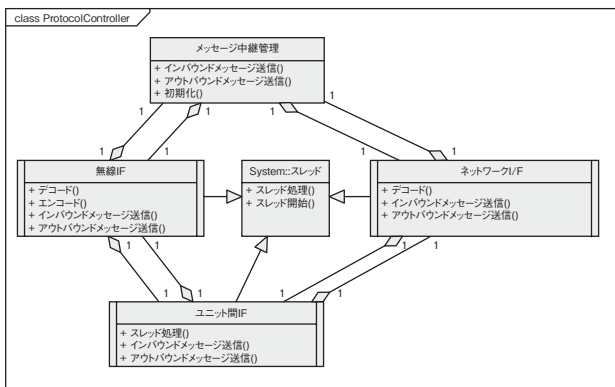 class ProtocolController
メッセージ中継管理
+ インバウンドメッセージ送信()
+ アウトバウンドメッセージ送信()
+ 初期化()
1
1
1
1
1
1
1
1
無線IF
+ デコード()
+ エンコード()
+ インバウンドメッセージ送信()
+ アウトバウンドメッセージ送信()
System::スレッド
+ スレッド処理()
+ スレッド開始()
ネットワークI/F
+ デコード()
+ インバウンドメッセージ送信()
+ アウトバウンドメッセージ送信()
1
1
1
1
1
1
1
1
ユニット間IF
+ スレッド処理()
+ インバウンドメッセージ送信()
+ アウトバウンドメッセージ送信()